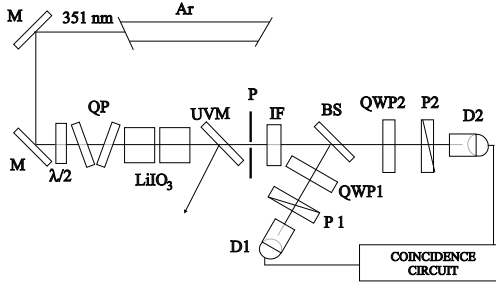 M
351 nm
Ar
QP
UVM
P
IF
BS
QWP2
P2
D2
M
λ/2
LiIO3
QWP1
P 1
D1
COINCIDENCE
CIRCUIT